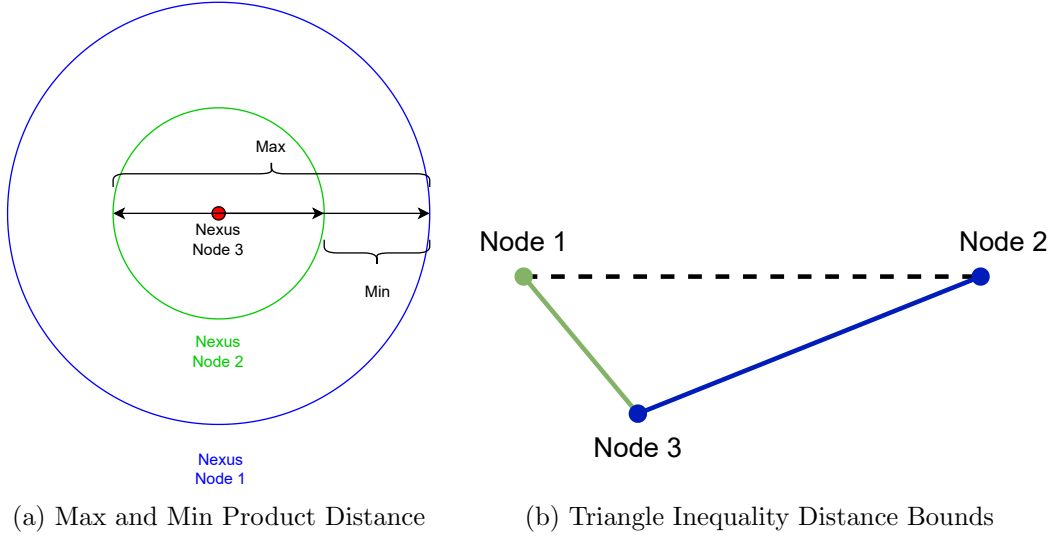 Max
Nexus
Node 3
Min
Nexus
Node 2
Nexus
Node 1
(a) Max and Min Product Distance
Node 1
Node 2
Node 3
(b) Triangle Inequality Distance Bounds